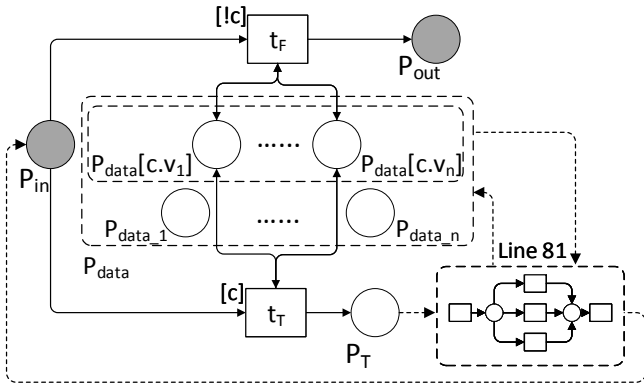 [!c]
t_F
P_out
P_in
P_data[c.v_1]
......
P_data[c.v_n]
P_data_1
......
P_data_n
P_data
Line 81
[c]
t_T
P_T